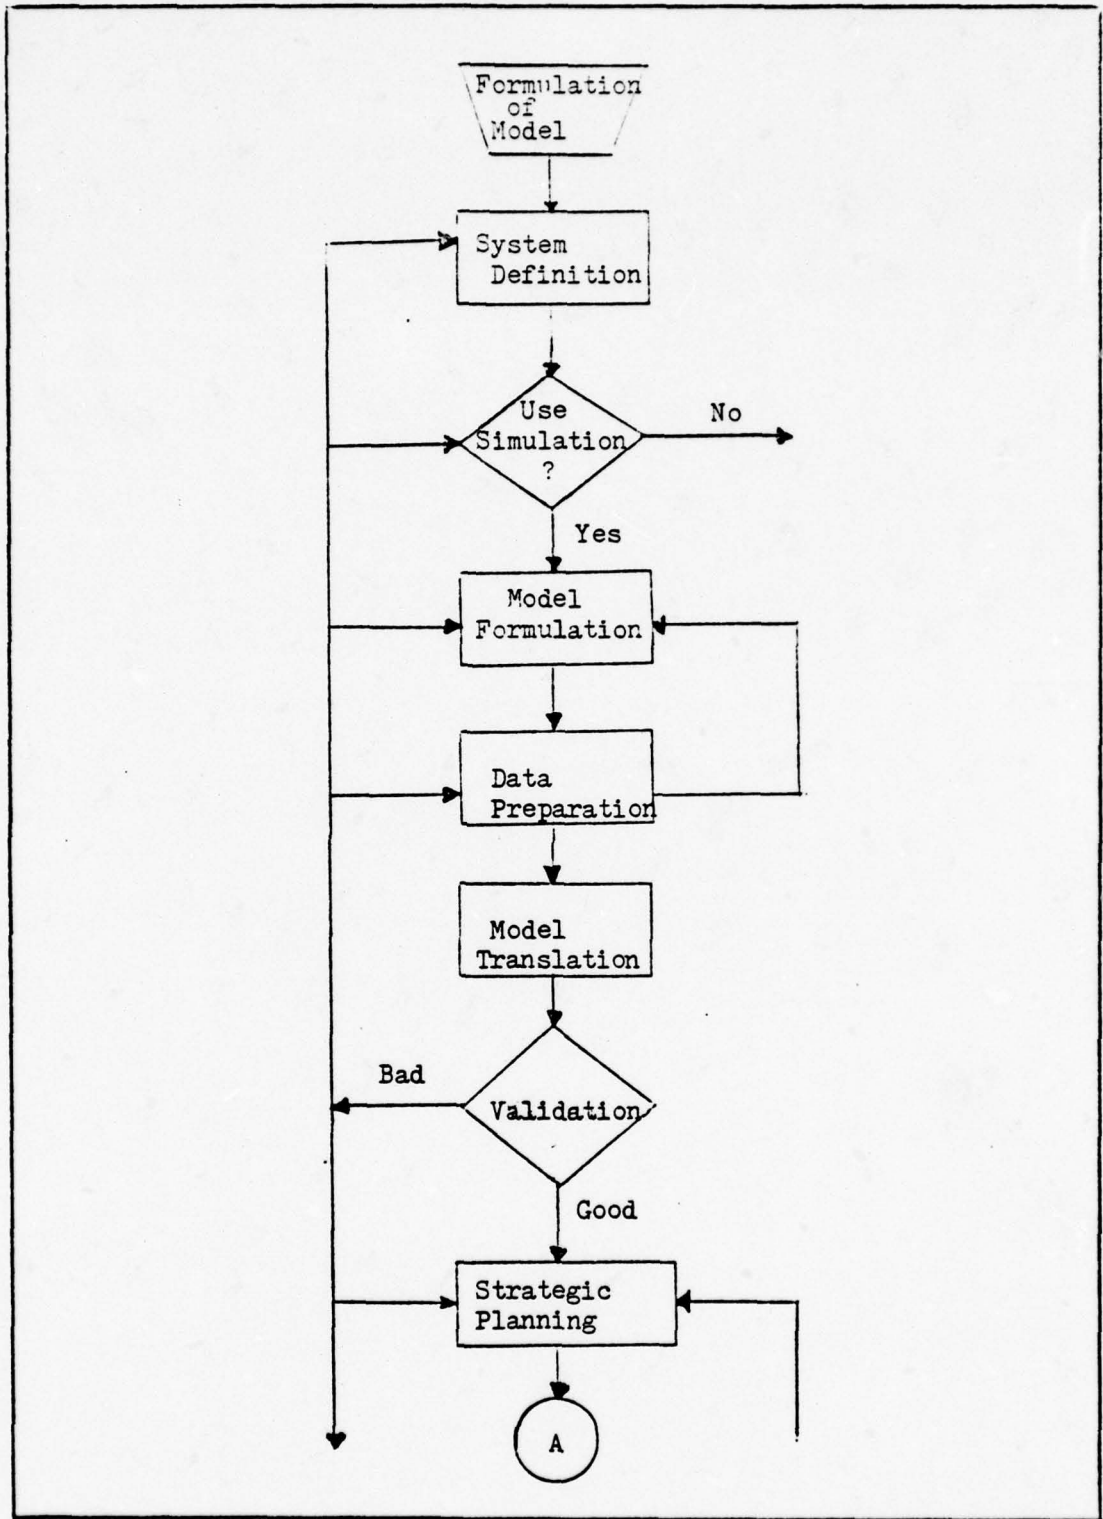 Formulation
of
Model
System
Definition
Use
Simulation
?
No
Yes
Model
Formulation
Data
Preparation
Model
Translation
Bad
Validation
Good
Strategic
Planning
A